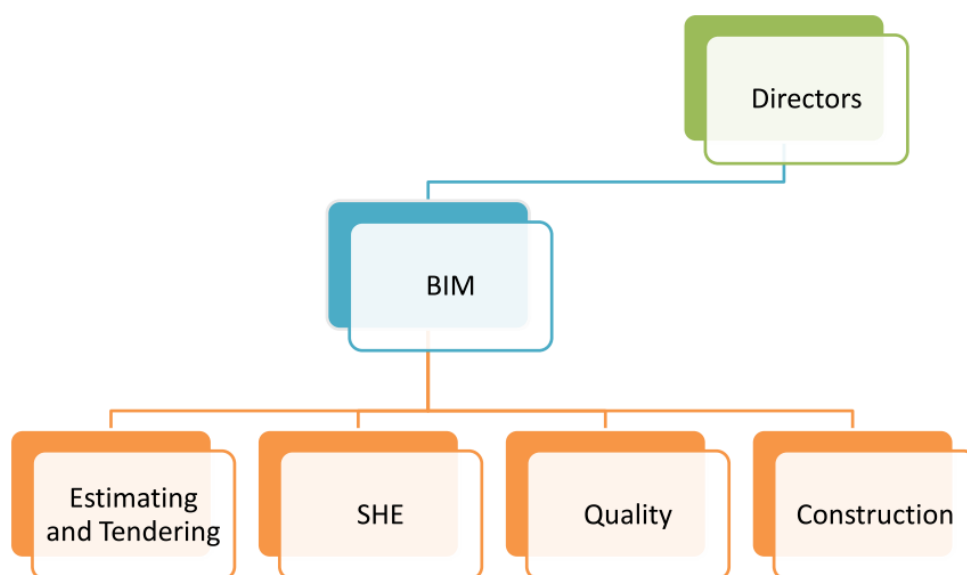 Directors
BIM
Estimating
and Tendering
SHE
Quality
Construction